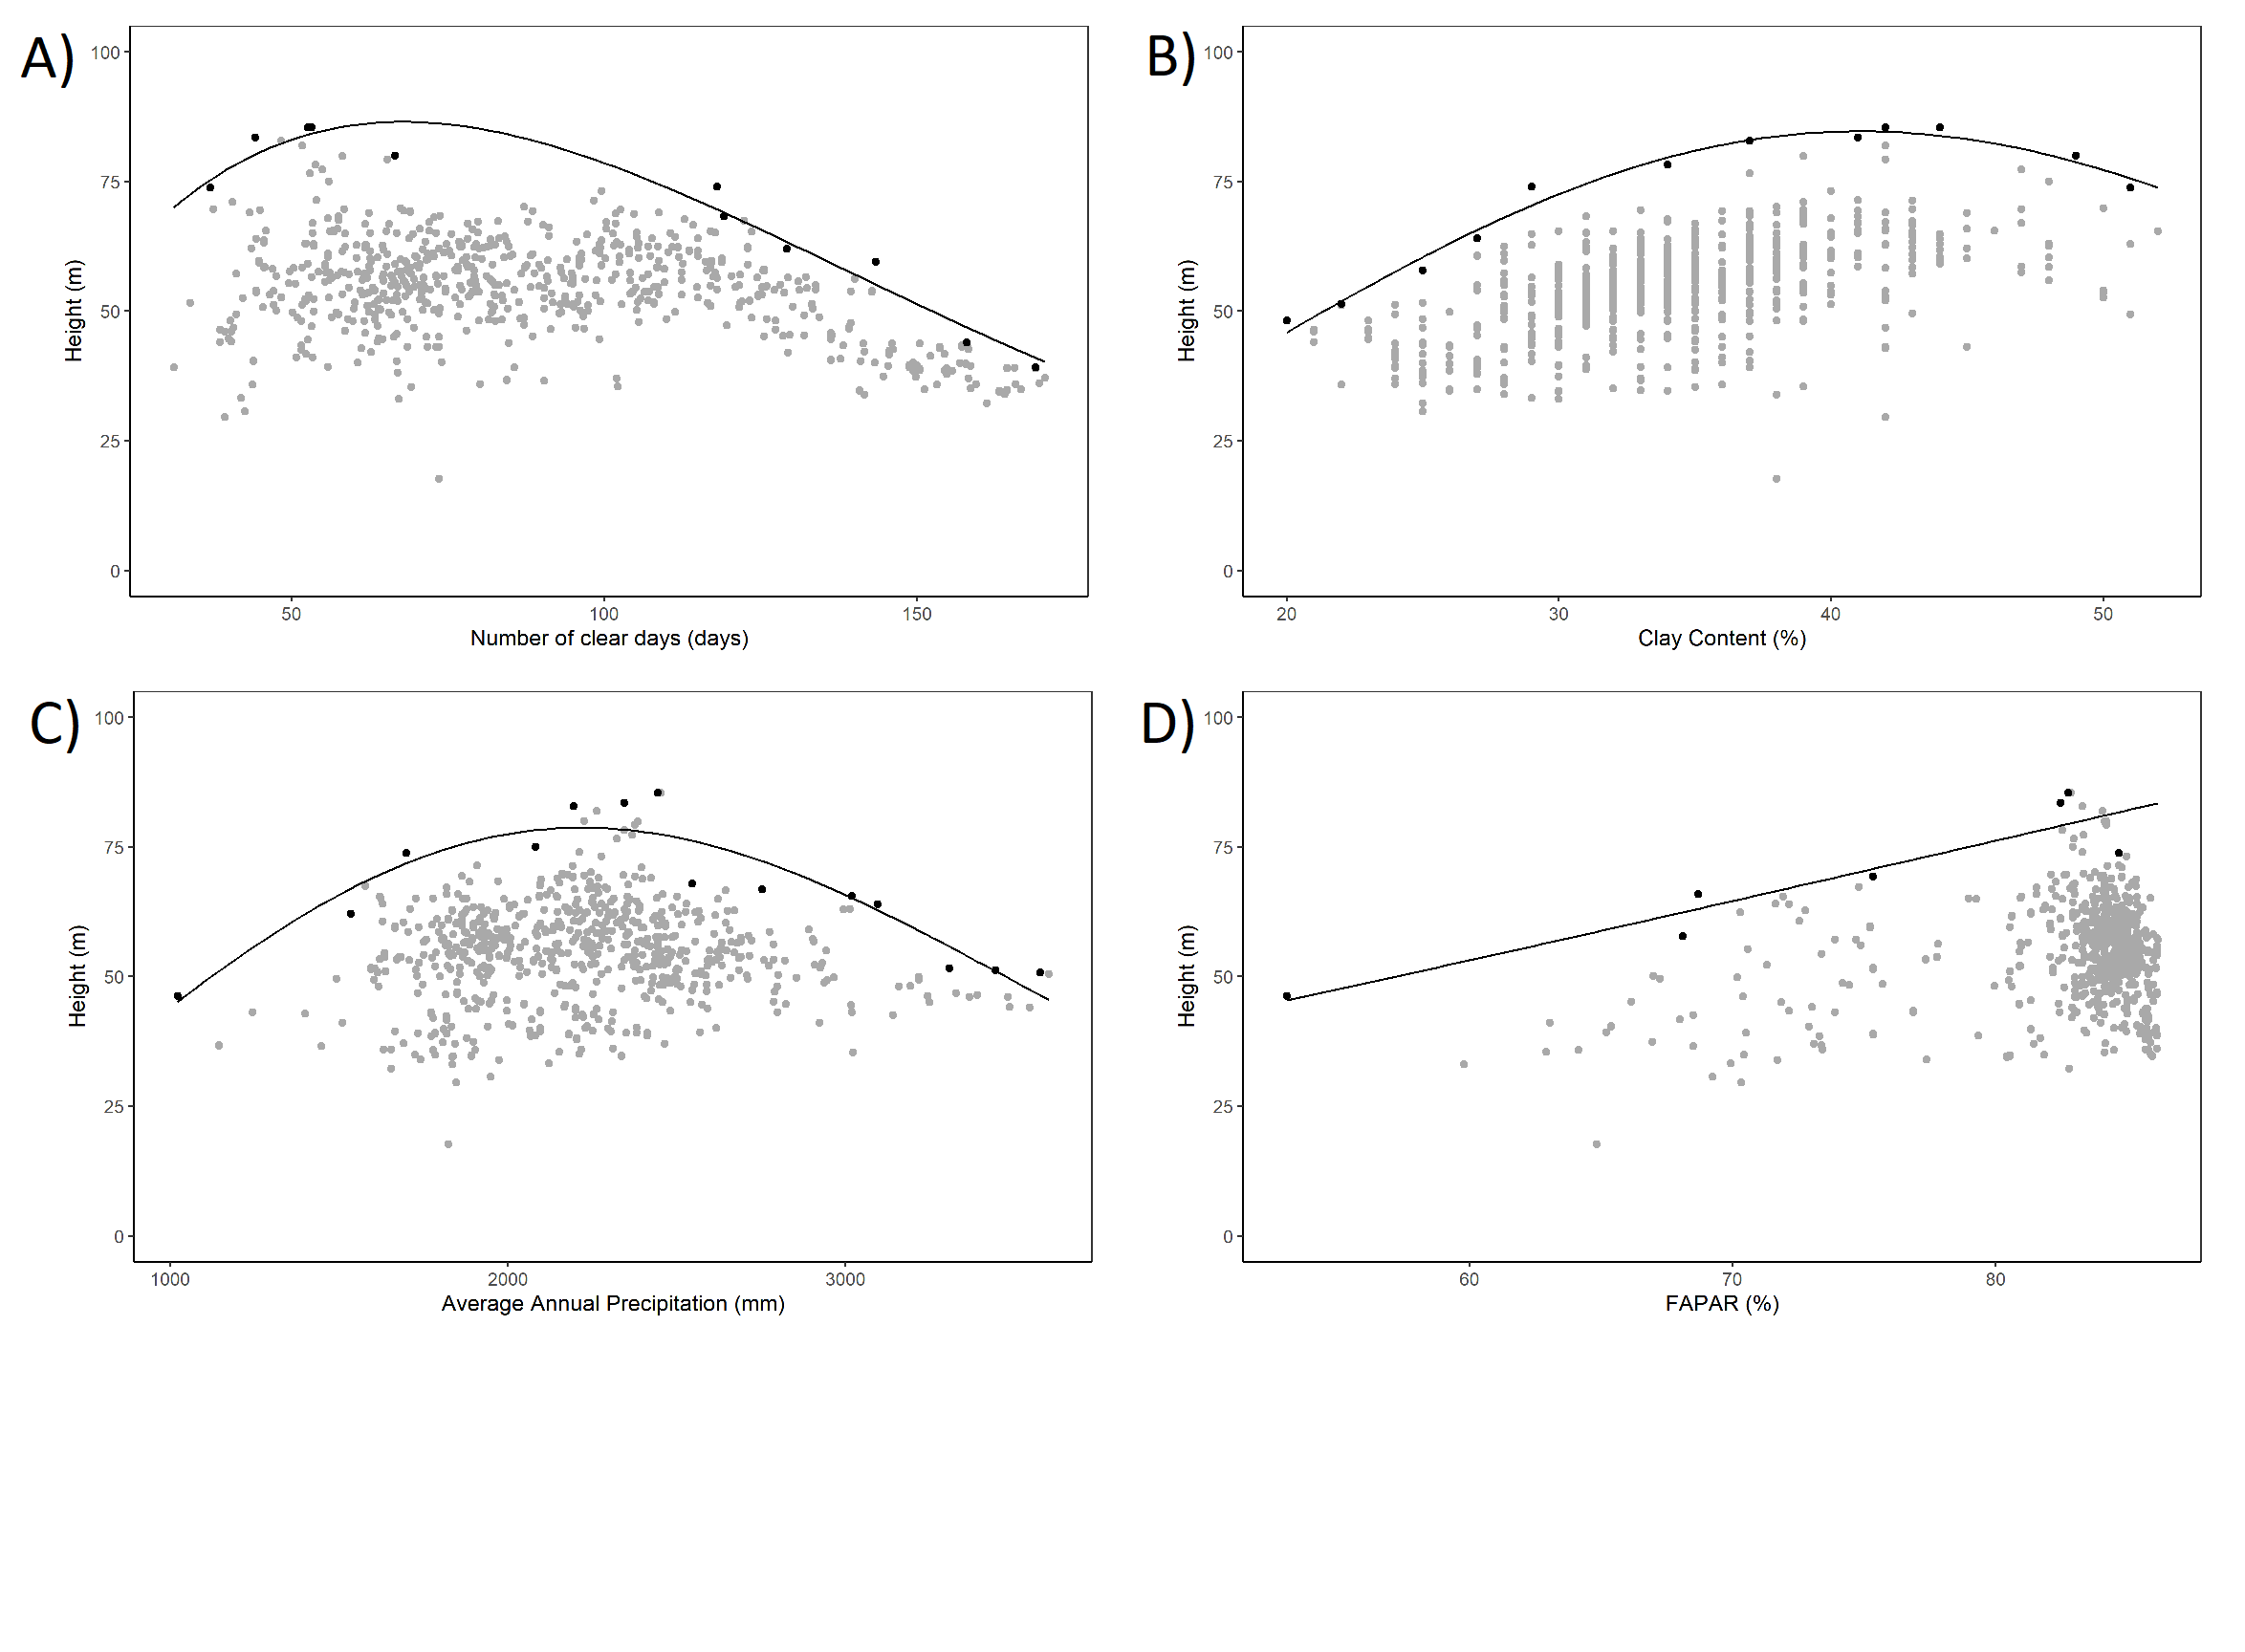 A)
100
75
50
25
0
Height (m)
50 100 150
Number of clear days (days)
B)
100
75
50
25
0
Height (m)
20 30 40 50
Clay Content (%)
C)
100
75
50
25
0
Height (m)
1000 2000 3000
Average Annual Precipitation (mm)
D)
100
75
50
25
0
Height (m)
60 70 80
FAPAR (%)